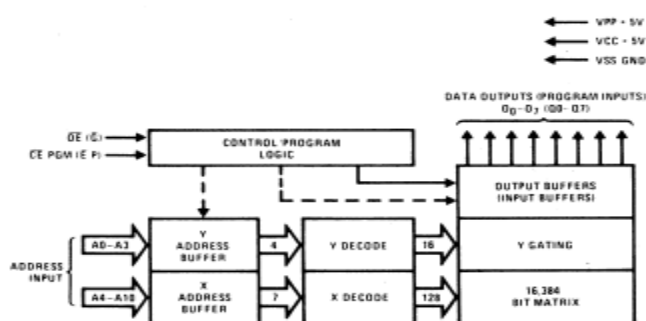 VPP - 5V
VCC - 5V
VSS GND
DATA OUTPUTS (PROGRAM INPUTS)
O0-O7 (Q0-Q7)
OE (G)
CE PGM (E P)
CONTROL PROGRAM
LOGIC
OUTPUT BUFFERS
(INPUT BUFFERS)
ADDRESS
INPUT
A0-A3
Y
ADDRESS
BUFFER
4
Y DECODE
16
Y GATING
A4-A10
X
ADDRESS
BUFFER
7
X DECODE
128
16,384
BIT MATRIX